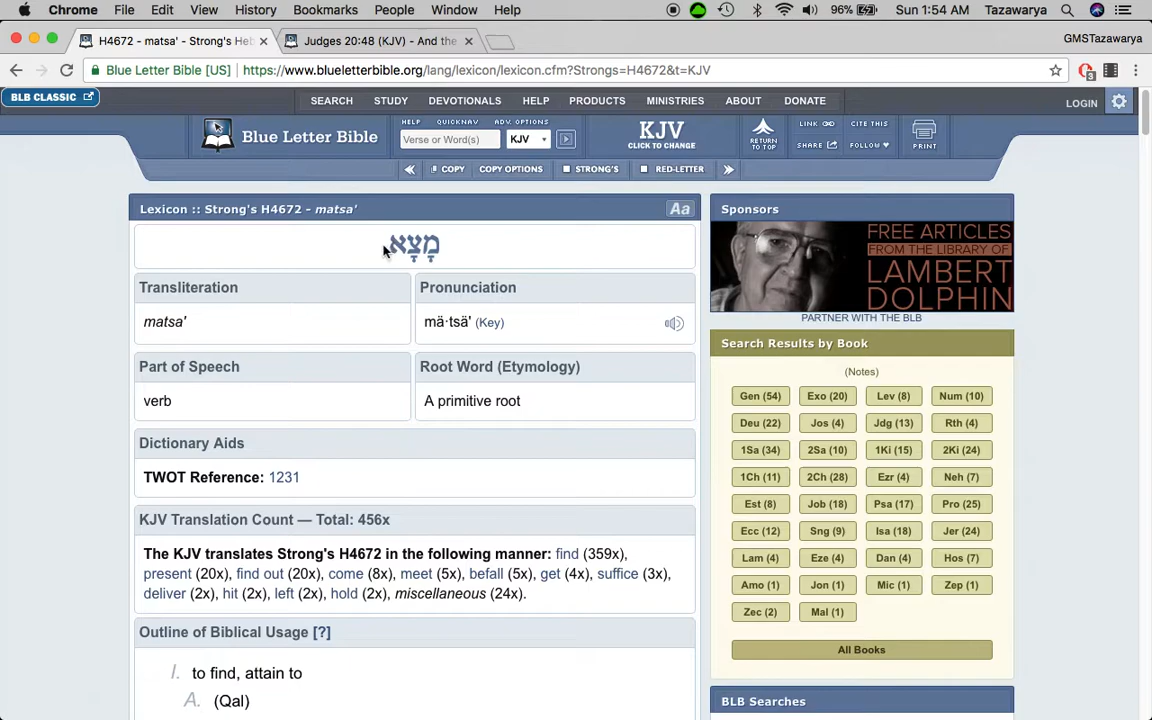 Chrome File Edit View History Bookmarks People Window Help 96% Sun 1:54 AM Tazawarya
H4672 - matsa' - Strong's Heb × Judges 20:48 (KJV) - And the × GMSTazawarya
Blue Letter Bible [US] https://www.blueletterbible.org/lang/lexicon/lexicon.cfm?Strongs=H4672&t=KJV 3
BLB CLASSIC SEARCH STUDY DEVOTIONALS HELP PRODUCTS MINISTRIES ABOUT DONATE LOGIN
HELP QUICKNAV ADV. OPTIONS
Blue Letter Bible Verse or Word(s) KJV KJV
CLICK TO CHANGE
RETURN TO TOP
LINK CITE THIS
SHARE FOLLOW
PRINT
COPY COPY OPTIONS STRONG'S RED-LETTER
Lexicon :: Strong's H4672 - matsa' Aa
מָצָא
Transliteration
matsa'
Pronunciation
mä·tsä' (Key)
Part of Speech
verb
Root Word (Etymology)
A primitive root
Dictionary Aids
TWOT Reference: 1231
KJV Translation Count — Total: 456x
The KJV translates Strong's H4672 in the following manner: find (359x),
present (20x), find out (20x), come (8x), meet (5x), befall (5x), get (4x), suffice (3x),
deliver (2x), hit (2x), left (2x), hold (2x), miscellaneous (24x).
Outline of Biblical Usage [?]
I. to find, attain to
A. (Qal)
Sponsors
FREE ARTICLES
FROM THE LIBRARY OF
LAMBERT
DOLPHIN
PARTNER WITH THE BLB
Search Results by Book
(Notes)
Gen (54) Exo (20) Lev (8) Num (10)
Deu (22) Jos (4) Jdg (13) Rth (4)
1Sa (34) 2Sa (10) 1Ki (15) 2Ki (24)
1Ch (11) 2Ch (28) Ezr (4) Neh (7)
Est (8) Job (18) Psa (17) Pro (25)
Ecc (12) Sng (9) Isa (18) Jer (24)
Lam (4) Eze (4) Dan (4) Hos (7)
Amo (1) Jon (1) Mic (1) Zep (1)
Zec (2) Mal (1)
All Books
BLB Searches